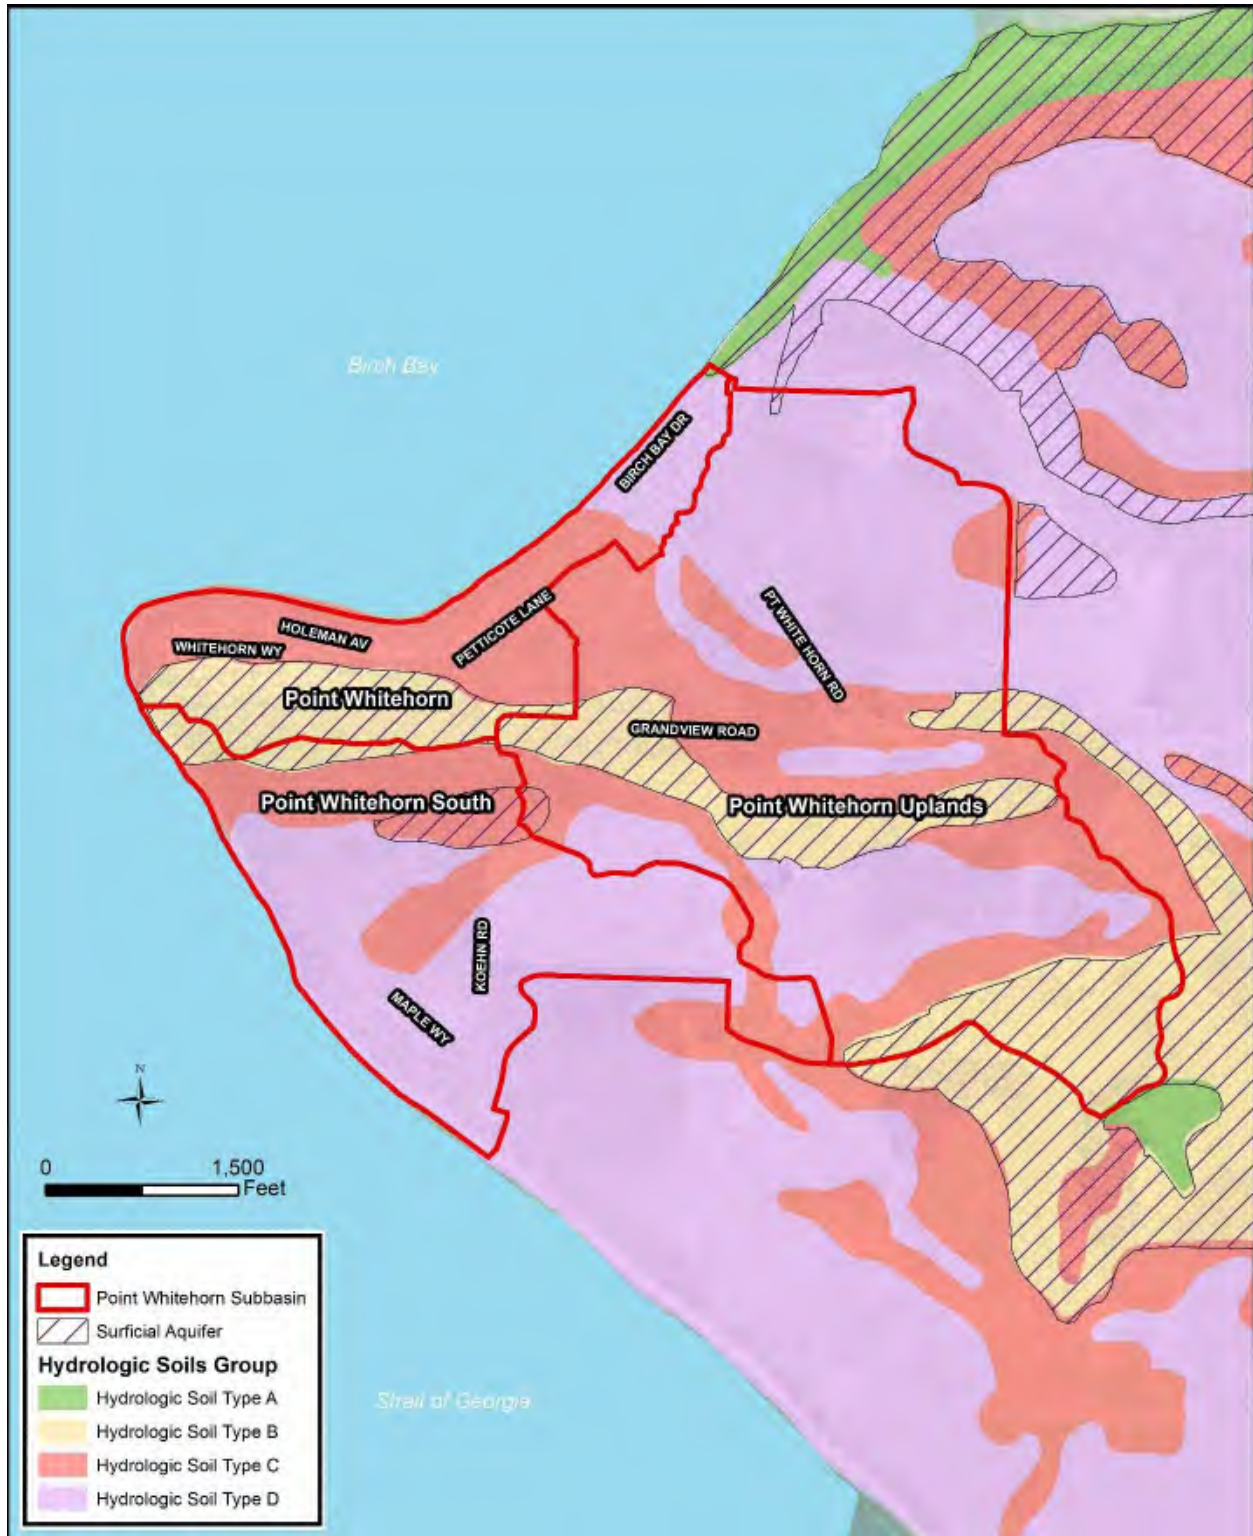 Birch Bay
BIRCH BAY DR
PETTICOTE LANE
HOLEMAN AV
WHITEHORN WY
PT WHITE HORN RD
Point Whitehorn
GRANDVIEW ROAD
Point Whitehorn South
Point Whitehorn Uplands
KOEHN RD
MAPLE WY
N
0 1,500
Feet
Legend
Point Whitehorn Subbasin
Surficial Aquifer
Hydrologic Soils Group
Hydrologic Soil Type A
Hydrologic Soil Type B
Hydrologic Soil Type C
Hydrologic Soil Type D
Strait of Georgia